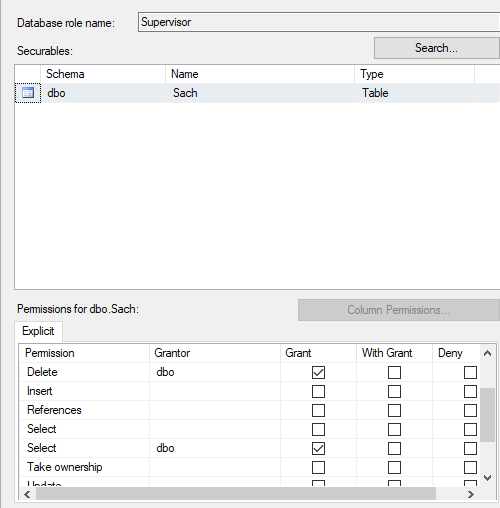 Database role name: Supervisor
Securables: Search...
Schema Name Type
dbo Sach Table
Permissions for dbo.Sach: Column Permissions...
Explicit
Permission Grantor Grant With Grant Deny
Delete dbo
Insert
References
Select
Select dbo
Take ownership
Update